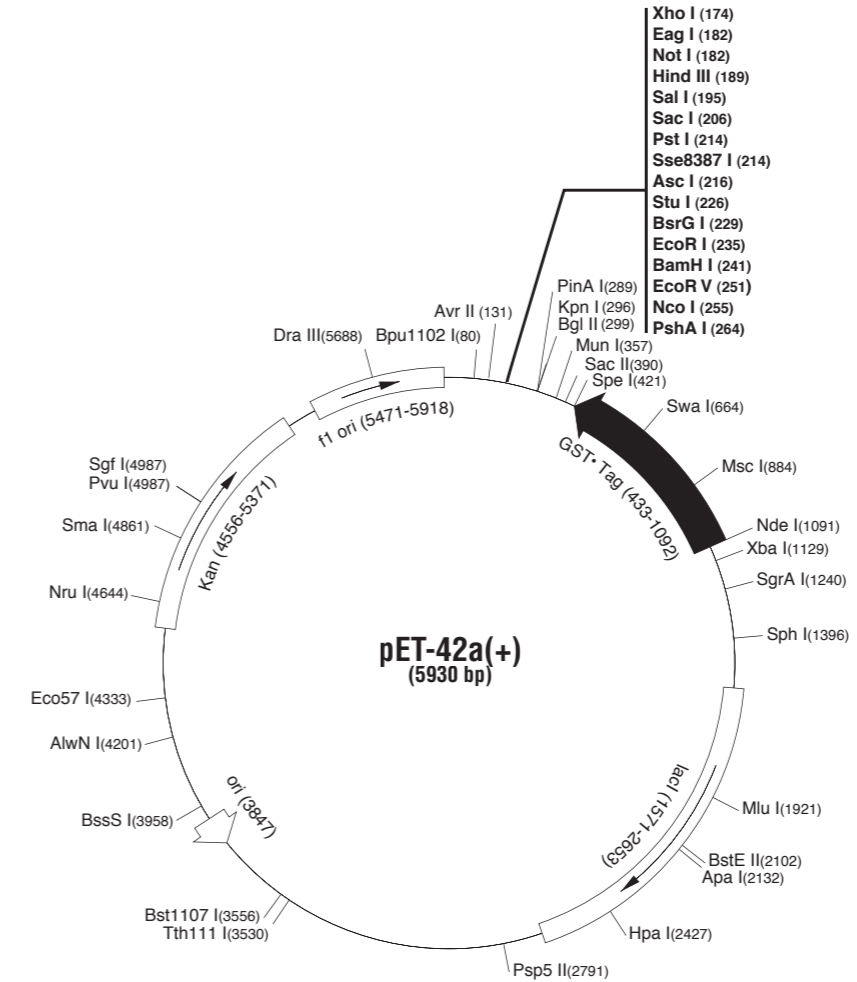 Xho I (174)
Eag I (182)
Not I (182)
Hind III (189)
Sal I (195)
Sac I (206)
Pst I (214)
Sse8387 I (214)
Asc I (216)
Stu I (226)
BsrG I (229)
EcoR I (235)
BamH I (241)
EcoR V (251)
Nco I (255)
PshA I (264)
PinA I(289)
Kpn I(296)
Bgl II(299)
Mun I(357)
Sac II(390)
Spe I(421)
Avr II (131)
Bpu1102 I(80)
Dra III(5688)
f1 ori (5471-5918)
Swa I(664)
Msc I(884)
GST•Tag (433-1092)
Nde I(1091)
Xba I(1129)
SgrA I(1240)
Sph I(1396)
Sgf I(4987)
Pvu I(4987)
Sma I(4861)
Kan (4556-5371)
Nru I(4644)
pET-42a(+)
(5930 bp)
Eco57 I(4333)
AlwN I(4201)
BssS I(3958)
ori (3847)
lacI (1571-2653)
Mlu I(1921)
BstE II(2102)
Apa I(2132)
Hpa I(2427)
Bst1107 I(3556)
Tth111 I(3530)
Psp5 II(2791)